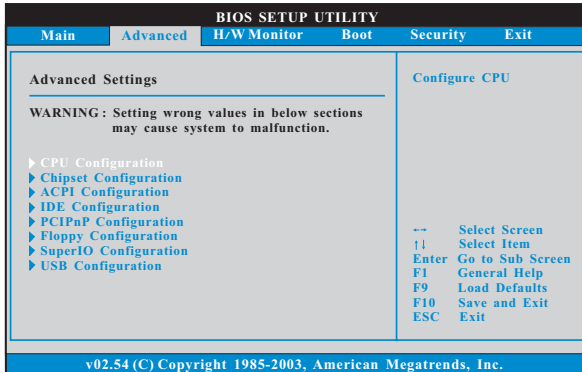 BIOS SETUP UTILITY
Main Advanced H/W Monitor Boot Security Exit
Advanced Settings
WARNING : Setting wrong values in below sections
may cause system to malfunction.
CPU Configuration
Chipset Configuration
ACPI Configuration
IDE Configuration
PCIPnP Configuration
Floppy Configuration
SuperIO Configuration
USB Configuration
Configure CPU
←→ Select Screen
↑↓ Select Item
Enter Go to Sub Screen
F1 General Help
F9 Load Defaults
F10 Save and Exit
ESC Exit
v02.54 (C) Copyright 1985-2003, American Megatrends, Inc.